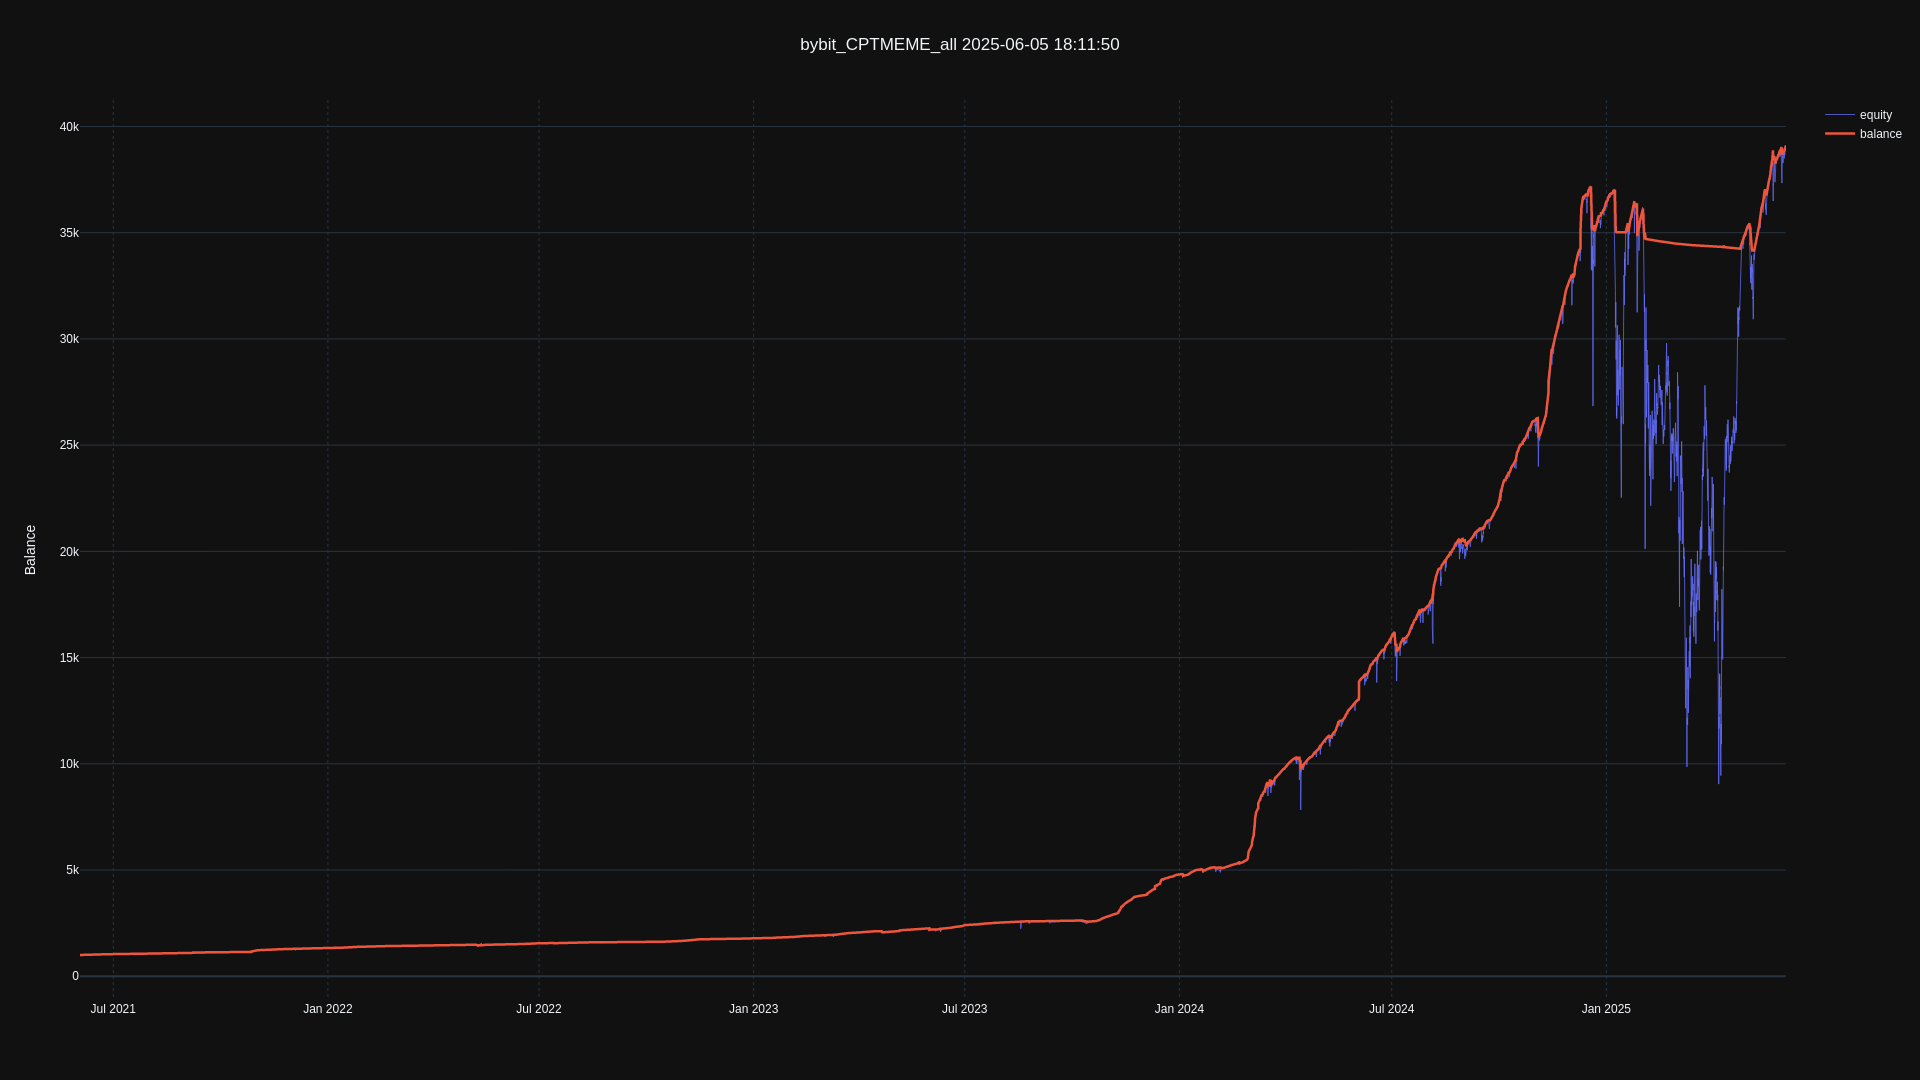 bybit_CPTMEME_all 2025-06-05 18:11:50
equity
balance
Balance
40k
35k
30k
25k
20k
15k
10k
5k
0
Jul 2021
Jan 2022
Jul 2022
Jan 2023
Jul 2023
Jan 2024
Jul 2024
Jan 2025